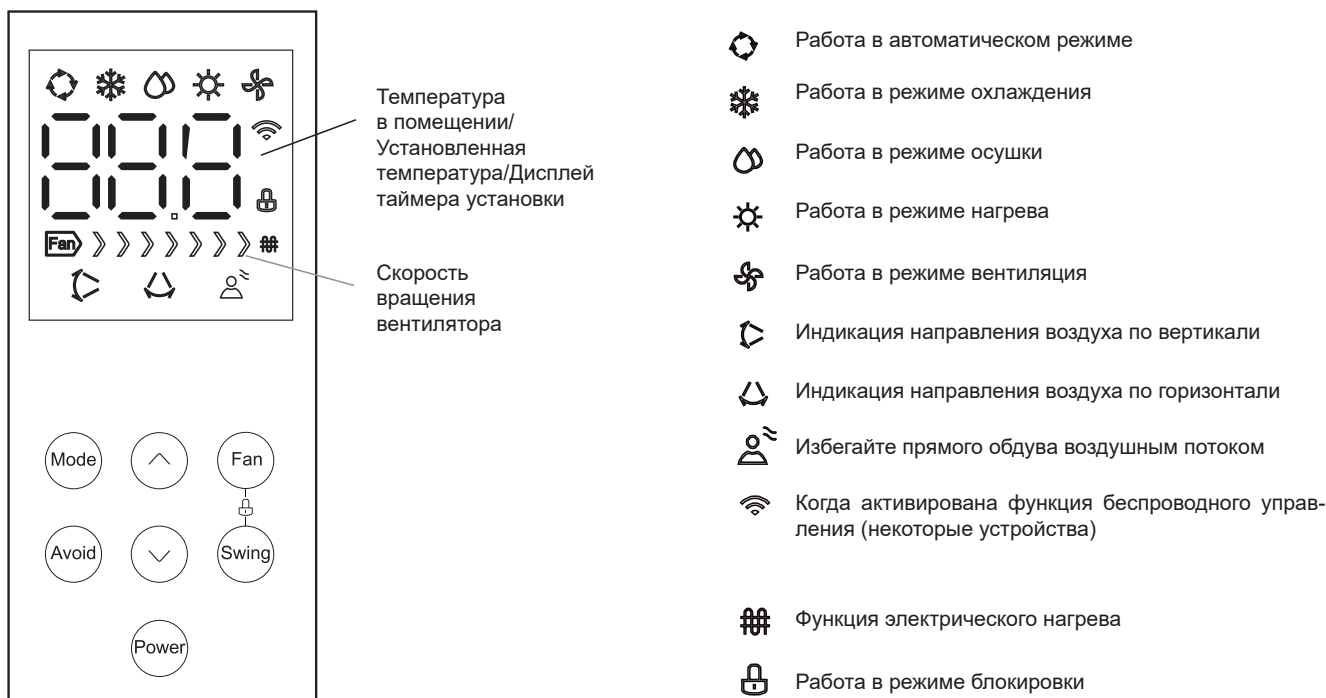 88.8
Fan
Температура
в помещении/
Установленная
температура/Дисплей
таймера установки
Скорость
вращения
вентилятора
Mode
Fan
Avoid
Swing
Power
Работа в автоматическом режиме
Работа в режиме охлаждения
Работа в режиме осушки
Работа в режиме нагрева
Работа в режиме вентиляция
Индикация направления воздуха по вертикали
Индикация направления воздуха по горизонтали
Избегайте прямого обдува воздушным потоком
Когда активирована функция беспроводного управ-
ления (некоторые устройства)
Функция электрического нагрева
Работа в режиме блокировки